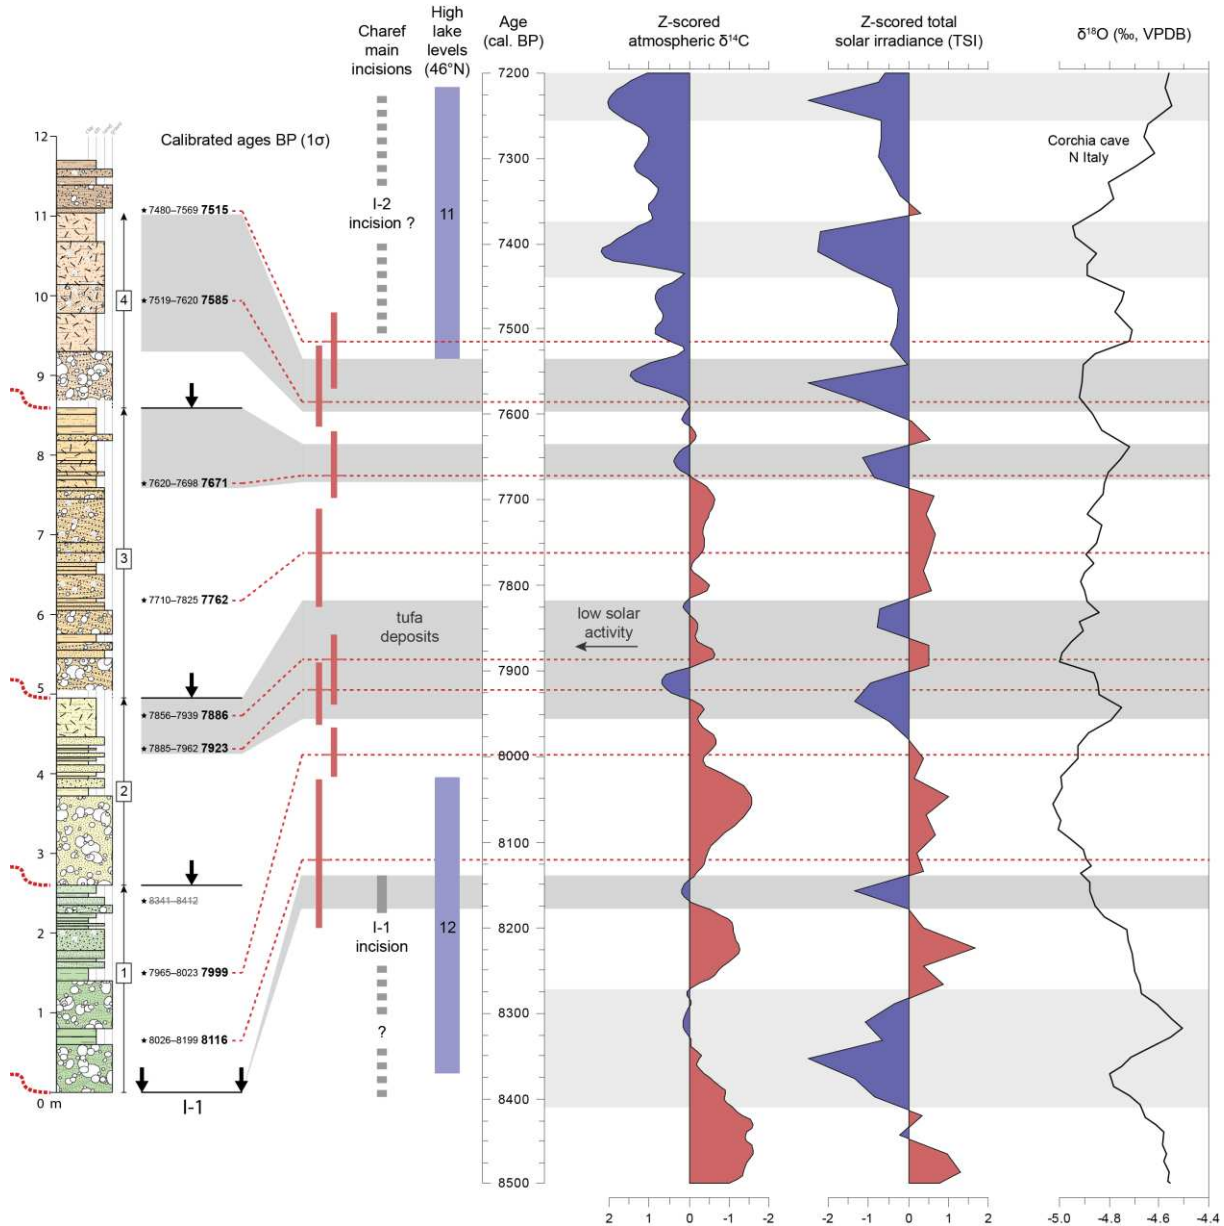 Charef
main
incisions
High
lake
levels
(46°N)
Age
(cal. BP)
Z-scored
atmospheric δ¹⁴C
Z-scored total
solar irradiance (TSI)
δ¹⁸O (‰, VPDB)
Calibrated ages BP (1σ)
Corchia cave
N Italy
12
11
10
9
8
7
6
5
4
3
2
1
0 m
4
3
2
1
★ 7480–7569 7515
★ 7519–7620 7585
★ 7620–7698 7671
★ 7710–7825 7762
★ 7856–7939 7886
★ 7885–7962 7923
★ 8341–8412
★ 7965–8023 7999
★ 8026–8199 8116
I-1
I-2
incision ?
tufa
deposits
I-1
incision
?
11
12
7200
7300
7400
7500
7600
7700
7800
7900
8000
8100
8200
8300
8400
8500
low solar
activity
2 1 0 -1 -2
-2 -1 0 1 2
-5.0 -4.8 -4.6 -4.4